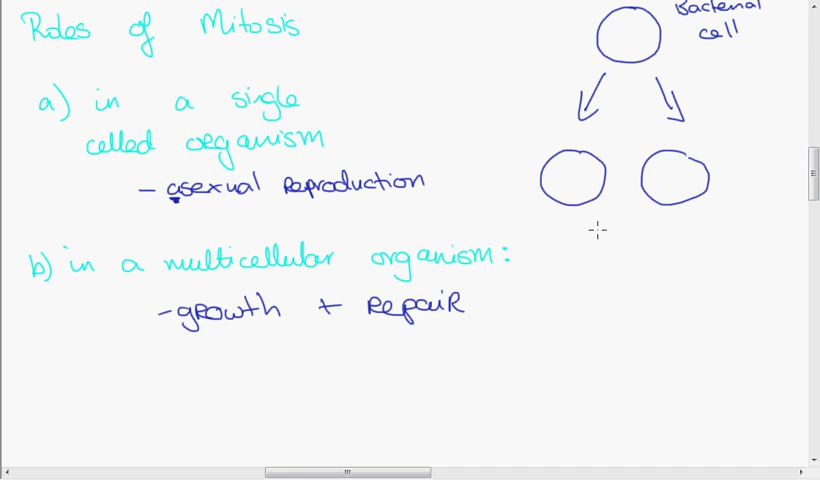 Roles of Mitosis
Bacterial
cell
a) in a single
celled organism
- asexual reproduction
b) in a multicellular organism:
- growth + repair